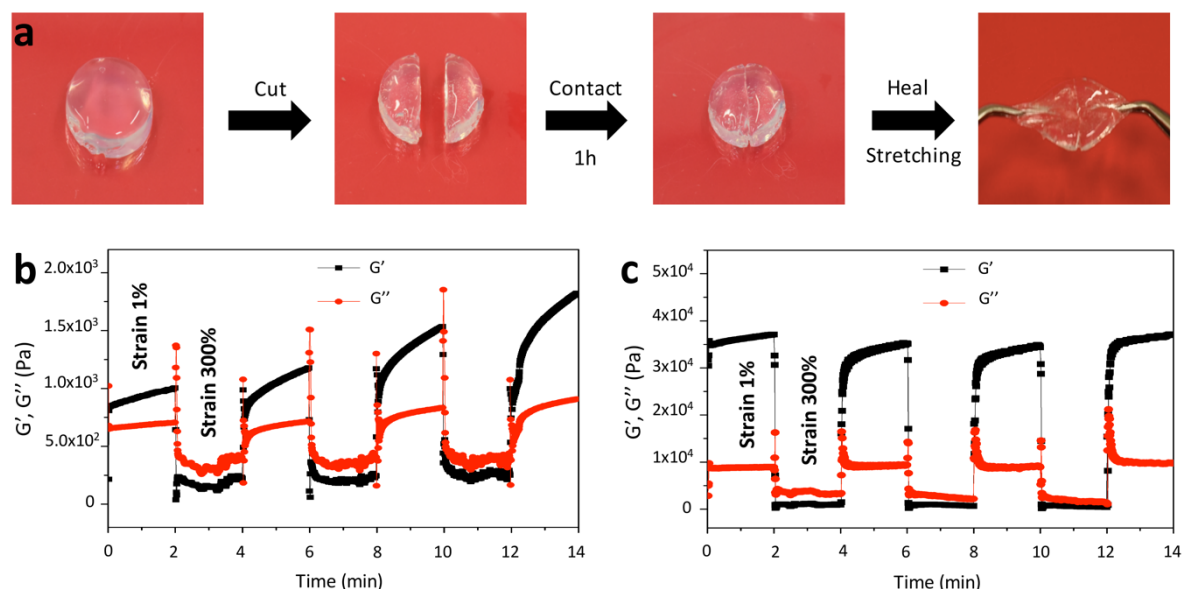 a
Cut
Contact
1h
Heal
Stretching
b
G', G'' (Pa)
2.0x10³
1.5x10³
1.0x10³
5.0x10²
0
G'
G''
Strain 1%
Strain 300%
0 2 4 6 8 10 12 14
Time (min)
c
G', G'' (Pa)
5x10⁴
4x10⁴
3x10⁴
2x10⁴
1x10⁴
0
G'
G''
Strain 1%
Strain 300%
0 2 4 6 8 10 12 14
Time (min)